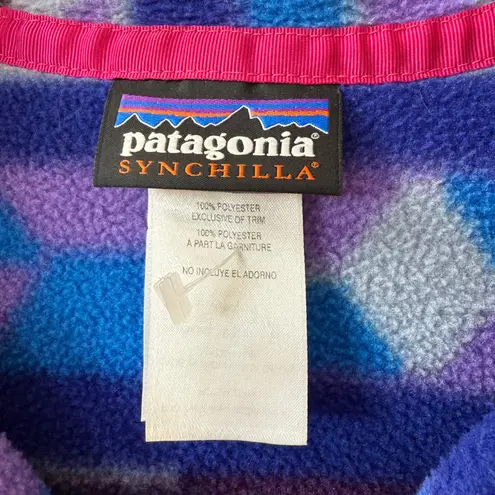 patagonia®
SYNCHILLA®
100% POLYESTER
EXCLUSIVE OF TRIM
100% POLYESTER
A PART LA GARNITURE
NO INCLUYE EL ADORNO